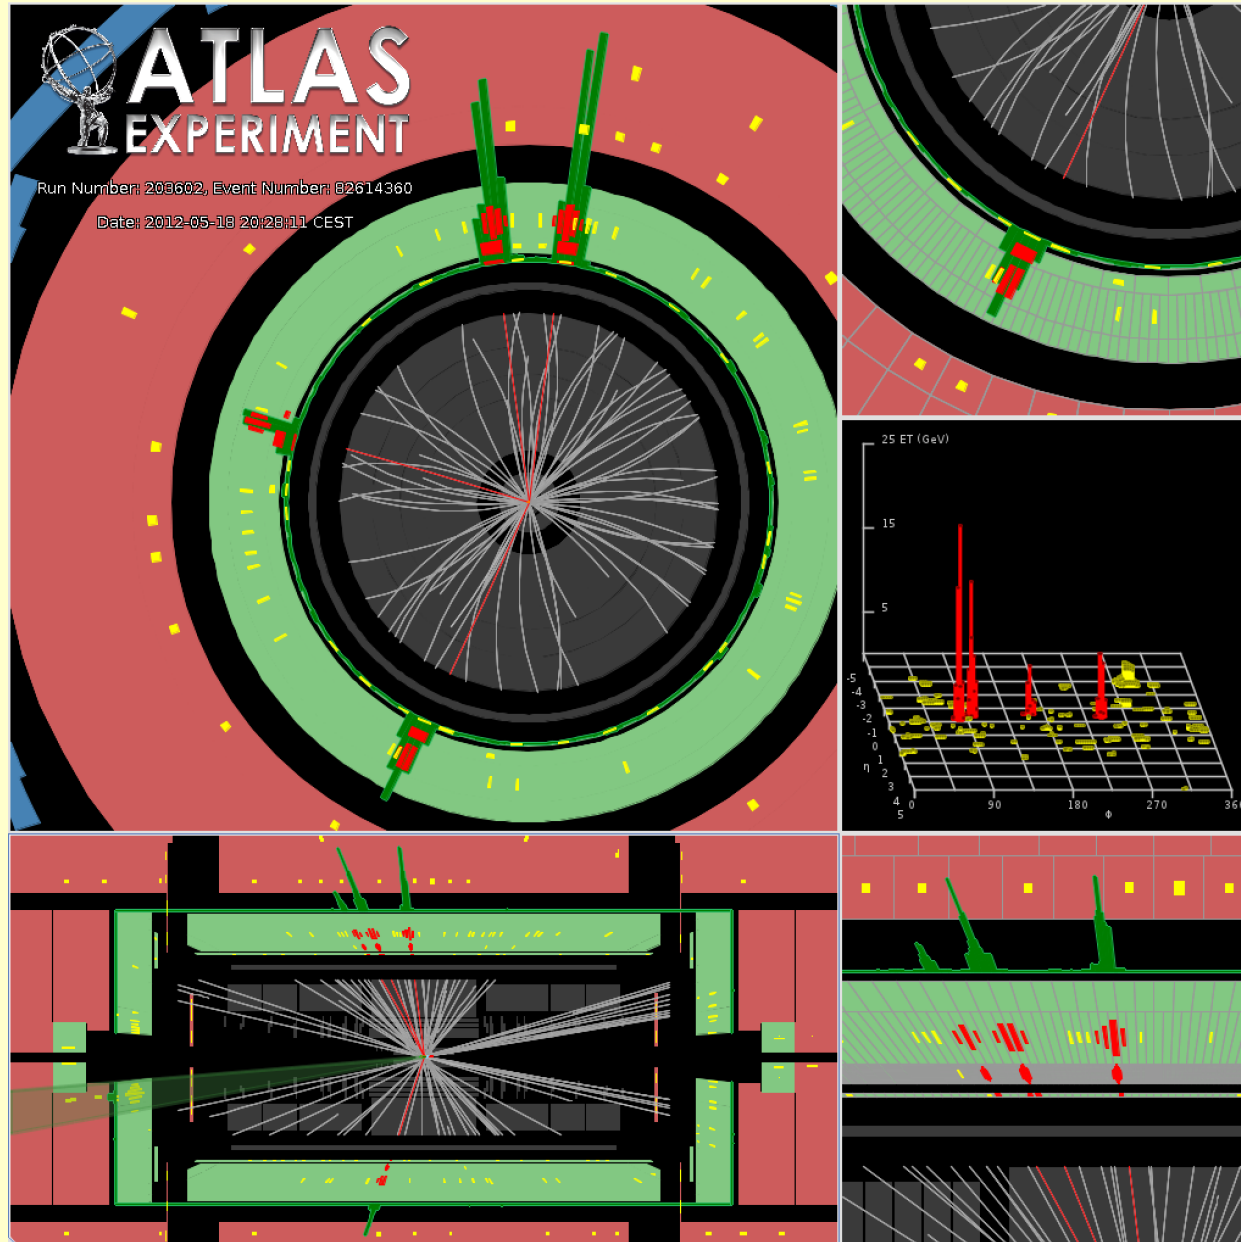 ATLAS
EXPERIMENT
Run Number: 203602, Event Number: 82614360
Date: 2012-05-18 20:28:11 CEST
25 ET (GeV)
15
5
-5
-4
-3
-2
-1
0
1
2
3
4
5
η
0 90 180 270 360
Φ